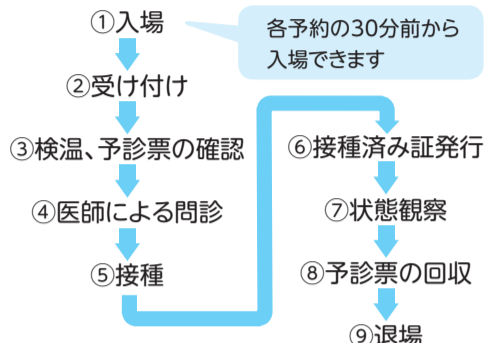 ①入場
各予約の30分前から
入場できます
②受け付け
③検温、予診票の確認
④医師による問診
⑤接種
⑥接種済み証発行
⑦状態観察
⑧予診票の回収
⑨退場